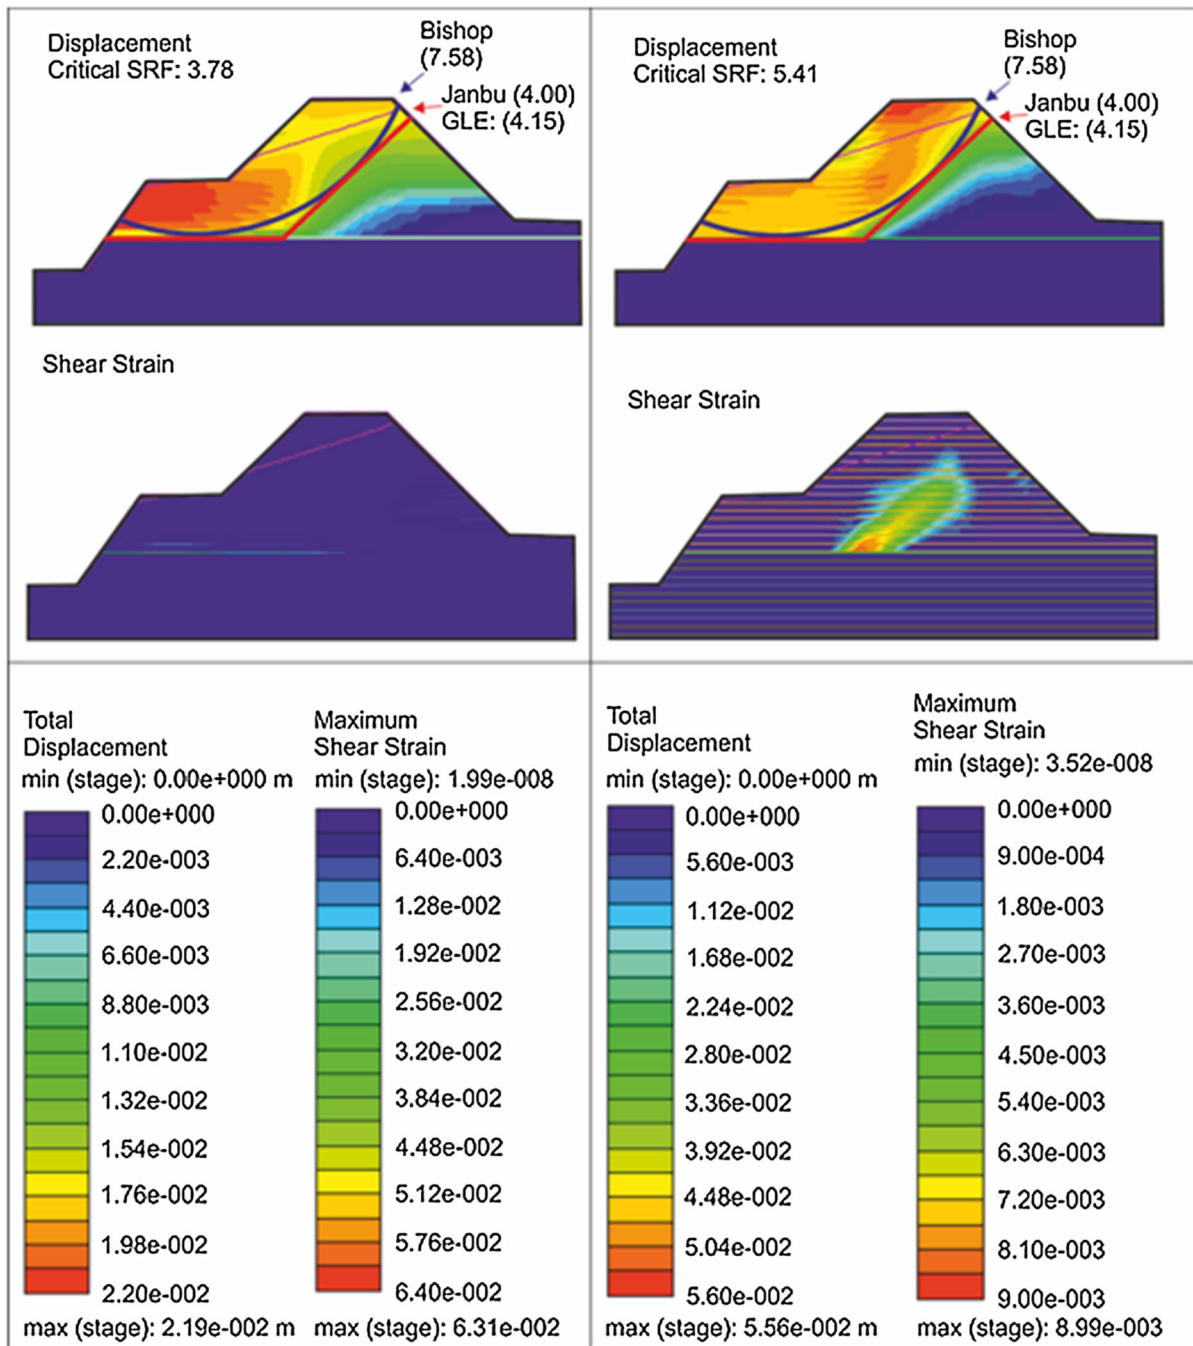 Displacement
Critical SRF: 3.78
Bishop
(7.58)
Janbu (4.00)
GLE: (4.15)
Shear Strain
Displacement
Critical SRF: 5.41
Bishop
(7.58)
Janbu (4.00)
GLE: (4.15)
Shear Strain
Total
Displacement
min (stage): 0.00e+000 m
0.00e+000
2.20e-003
4.40e-003
6.60e-003
8.80e-003
1.10e-002
1.32e-002
1.54e-002
1.76e-002
1.98e-002
2.20e-002
max (stage): 2.19e-002 m
Maximum
Shear Strain
min (stage): 1.99e-008
0.00e+000
6.40e-003
1.28e-002
1.92e-002
2.56e-002
3.20e-002
3.84e-002
4.48e-002
5.12e-002
5.76e-002
6.40e-002
max (stage): 6.31e-002
Total
Displacement
min (stage): 0.00e+000 m
0.00e+000
5.60e-003
1.12e-002
1.68e-002
2.24e-002
2.80e-002
3.36e-002
3.92e-002
4.48e-002
5.04e-002
5.60e-002
max (stage): 5.56e-002 m
Maximum
Shear Strain
min (stage): 3.52e-008
0.00e+000
9.00e-004
1.80e-003
2.70e-003
3.60e-003
4.50e-003
5.40e-003
6.30e-003
7.20e-003
8.10e-003
9.00e-003
max (stage): 8.99e-003